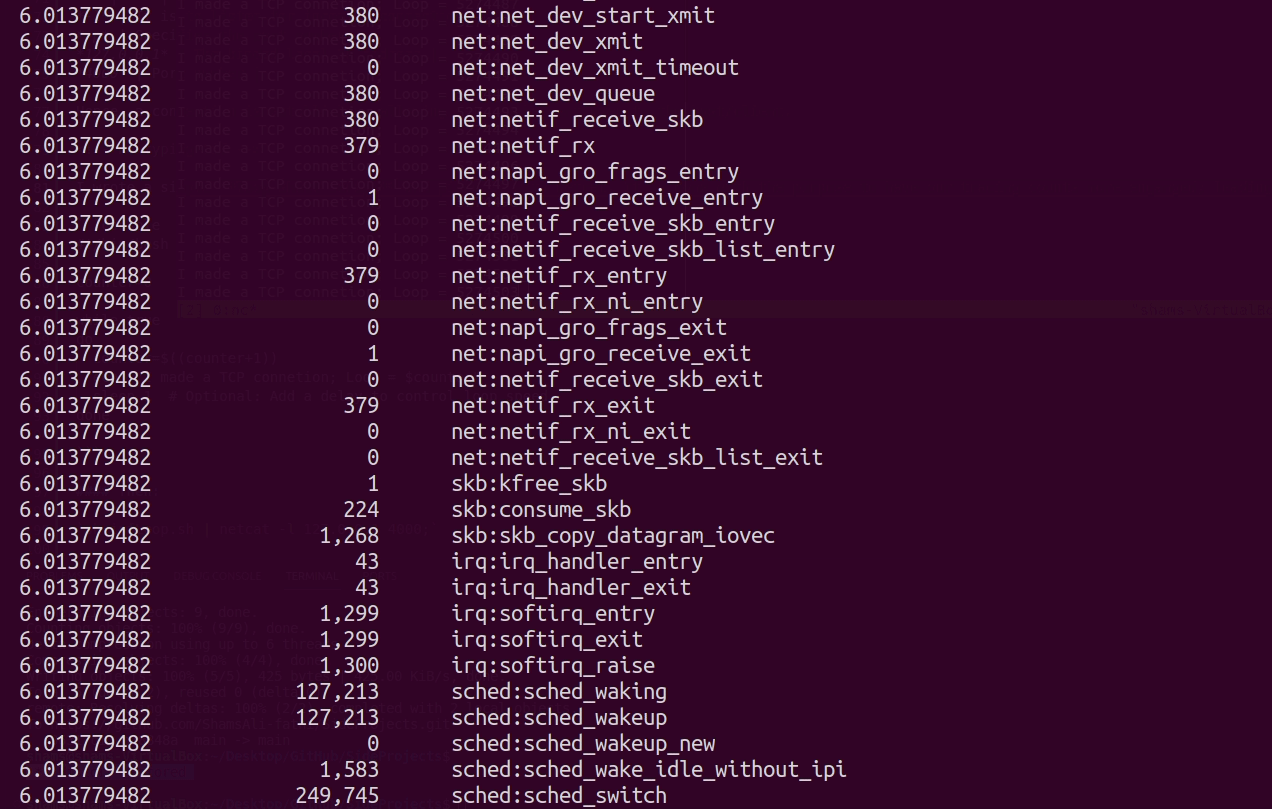 6.013779482 380 net:net_dev_start_xmit
6.013779482 380 net:net_dev_xmit
6.013779482 0 net:net_dev_xmit_timeout
6.013779482 380 net:net_dev_queue
6.013779482 380 net:netif_receive_skb
6.013779482 379 net:netif_rx
6.013779482 0 net:napi_gro_frags_entry
6.013779482 1 net:napi_gro_receive_entry
6.013779482 0 net:netif_receive_skb_entry
6.013779482 0 net:netif_receive_skb_list_entry
6.013779482 379 net:netif_rx_entry
6.013779482 0 net:netif_rx_ni_entry
6.013779482 0 net:napi_gro_frags_exit
6.013779482 1 net:napi_gro_receive_exit
6.013779482 0 net:netif_receive_skb_exit
6.013779482 379 net:netif_rx_exit
6.013779482 0 net:netif_rx_ni_exit
6.013779482 0 net:netif_receive_skb_list_exit
6.013779482 1 skb:kfree_skb
6.013779482 224 skb:consume_skb
6.013779482 1,268 skb:skb_copy_datagram_iovec
6.013779482 43 irq:irq_handler_entry
6.013779482 43 irq:irq_handler_exit
6.013779482 1,299 irq:softirq_entry
6.013779482 1,299 irq:softirq_exit
6.013779482 1,300 irq:softirq_raise
6.013779482 127,213 sched:sched_waking
6.013779482 127,213 sched:sched_wakeup
6.013779482 0 sched:sched_wakeup_new
6.013779482 1,583 sched:sched_wake_idle_without_ipi
6.013779482 249,745 sched:sched_switch